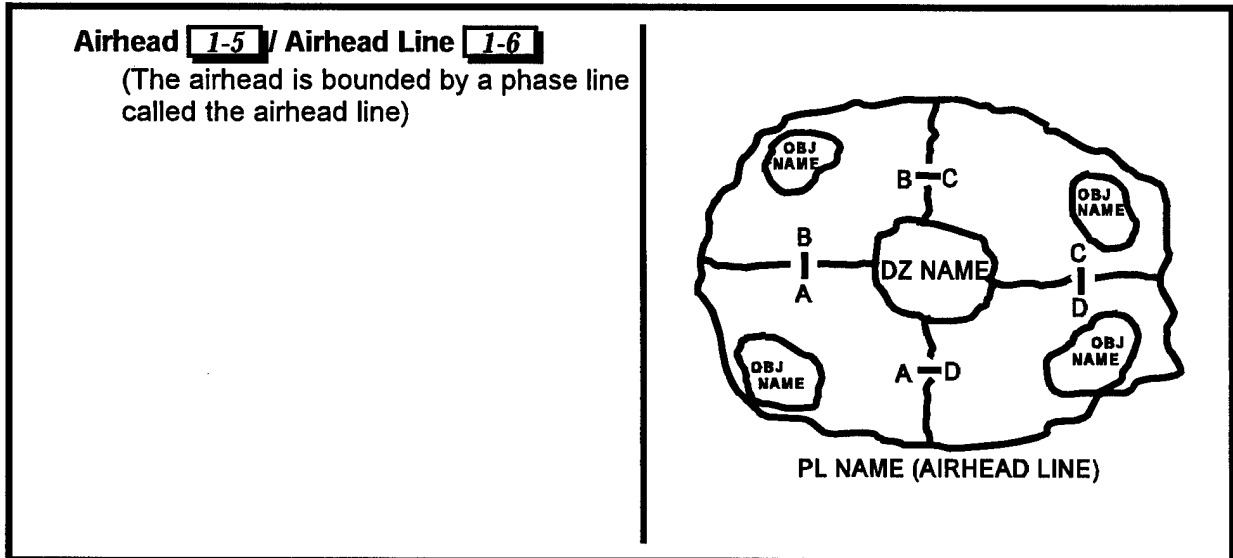 Airhead 1-5 / Airhead Line 1-6
(The airhead is bounded by a phase line
called the airhead line)
OBJ
NAME
B C
OBJ
NAME
B
A
DZ NAME
C
D
OBJ
NAME
A D
OBJ
NAME
PL NAME (AIRHEAD LINE)